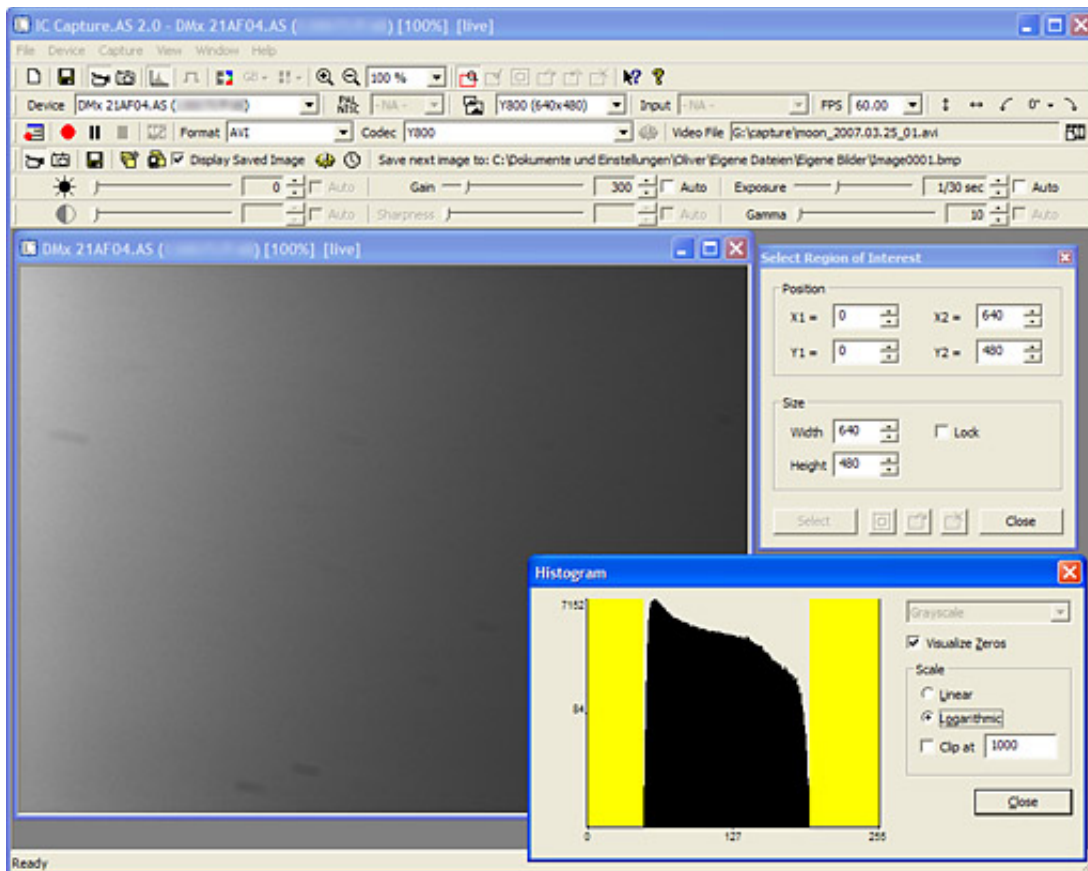 IC Capture.AS 2.0 - DMx 21AF04.AS ( ) [100%] [live]
File Device Capture View Window Help
100 %
Device DMx 21AF04.AS ( ) PAL NTSC - NA - Y800 (640x480) Input - NA - FPS 60.00 0°
Format AVI Codec Y800 Video File G:\capture\moon_2007.03.25_01.avi
Display Saved Image Save next image to: C:\Dokumente und Einstellungen\Oliver\Eigene Dateien\Eigene Bilder\Image0001.bmp
0 Auto Gain 300 Auto Exposure 1/30 sec Auto
Auto Sharpness Auto Gamma 10 Auto
DMx 21AF04.AS ( ) [100%] [live]
Select Region of Interest
Position
X1 = 0 X2 = 640
Y1 = 0 Y2 = 480
Size
Width 640 Lock
Height 480
Select Close
Histogram
7152
84
0 127 255
Grayscale
Visualize Zeros
Scale
Linear
Logarithmic
Clip at 1000
Close
Ready